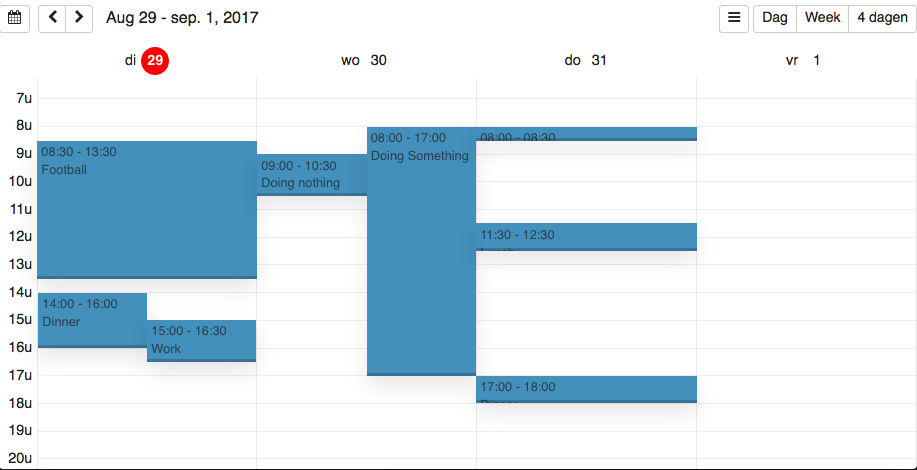 Aug 29 - sep. 1, 2017
Dag Week 4 dagen
di 29 wo 30 do 31 vr 1
7u
8u
9u
10u
11u
12u
13u
14u
15u
16u
17u
18u
19u
20u
08:30 - 13:30
Football
14:00 - 16:00
Dinner
15:00 - 16:30
Work
09:00 - 10:30
Doing nothing
08:00 - 17:00
Doing Something
08:00 - 08:30
11:30 - 12:30
17:00 - 18:00